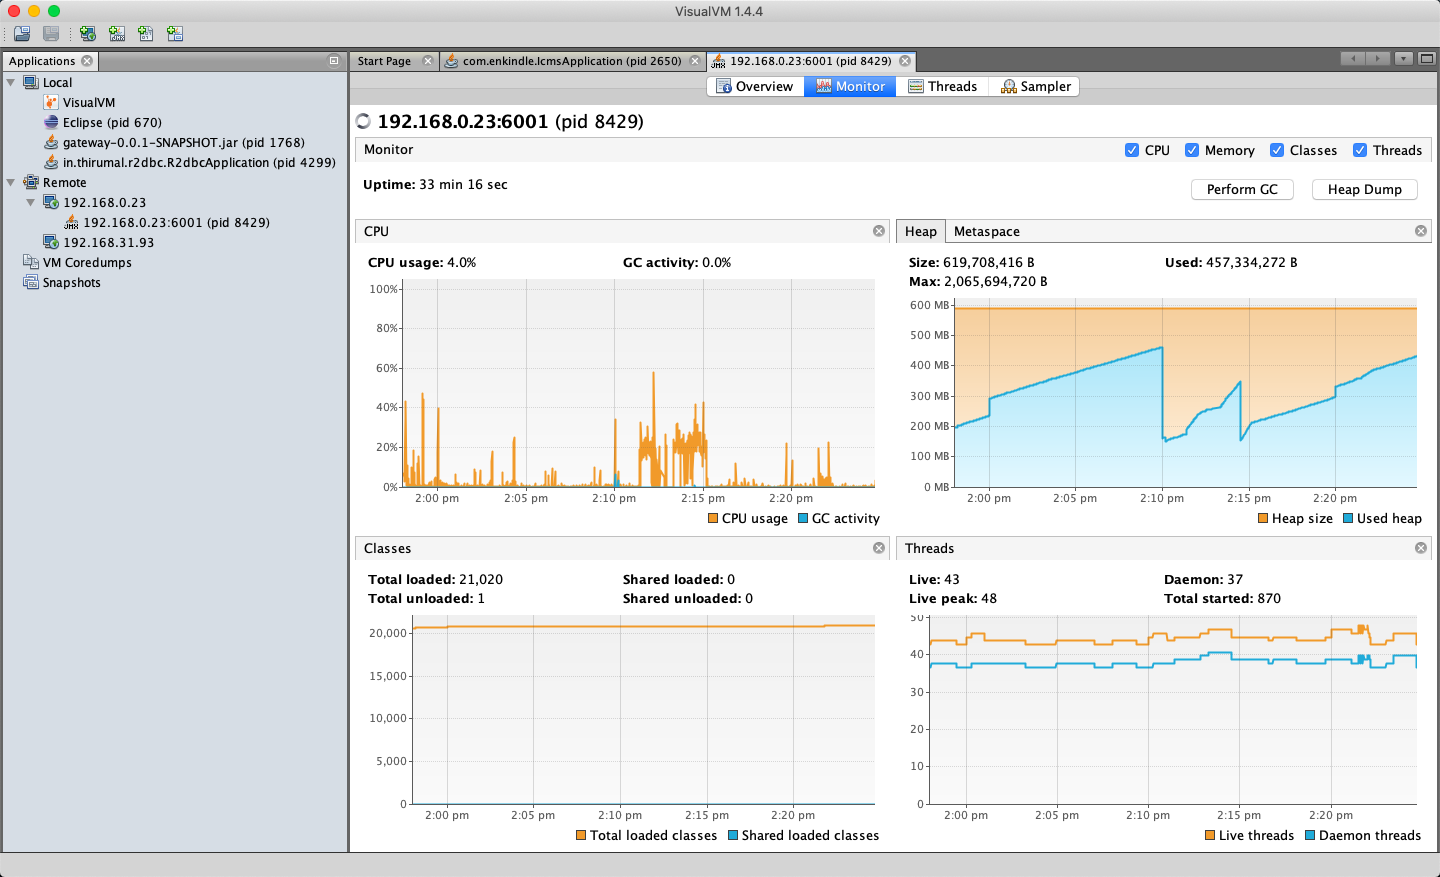 VisualVM 1.4.4
Applications
Start Page
com.enkindle.lcmsApplication (pid 2650)
192.168.0.23:6001 (pid 8429)
Local
VisualVM
Eclipse (pid 670)
gateway-0.0.1-SNAPSHOT.jar (pid 1768)
in.thirumal.r2dbc.R2dbcApplication (pid 4299)
Remote
192.168.0.23
JMX 192.168.0.23:6001 (pid 8429)
192.168.31.93
VM Coredumps
Snapshots
Overview Monitor Threads Sampler
192.168.0.23:6001 (pid 8429)
Monitor
CPU Memory Classes Threads
Uptime: 33 min 16 sec
Perform GC Heap Dump
CPU
CPU usage: 4.0% GC activity: 0.0%
100%
80%
60%
40%
20%
0%
2:00 pm 2:05 pm 2:10 pm 2:15 pm 2:20 pm
CPU usage GC activity
Heap Metaspace
Size: 619,708,416 B Used: 457,334,272 B
Max: 2,065,694,720 B
600 MB
500 MB
400 MB
300 MB
200 MB
100 MB
0 MB
2:00 pm 2:05 pm 2:10 pm 2:15 pm 2:20 pm
Heap size Used heap
Classes
Total loaded: 21,020 Shared loaded: 0
Total unloaded: 1 Shared unloaded: 0
20,000
15,000
10,000
5,000
0
2:00 pm 2:05 pm 2:10 pm 2:15 pm 2:20 pm
Total loaded classes Shared loaded classes
Threads
Live: 43 Daemon: 37
Live peak: 48 Total started: 870
50
40
30
20
10
0
2:00 pm 2:05 pm 2:10 pm 2:15 pm 2:20 pm
Live threads Daemon threads